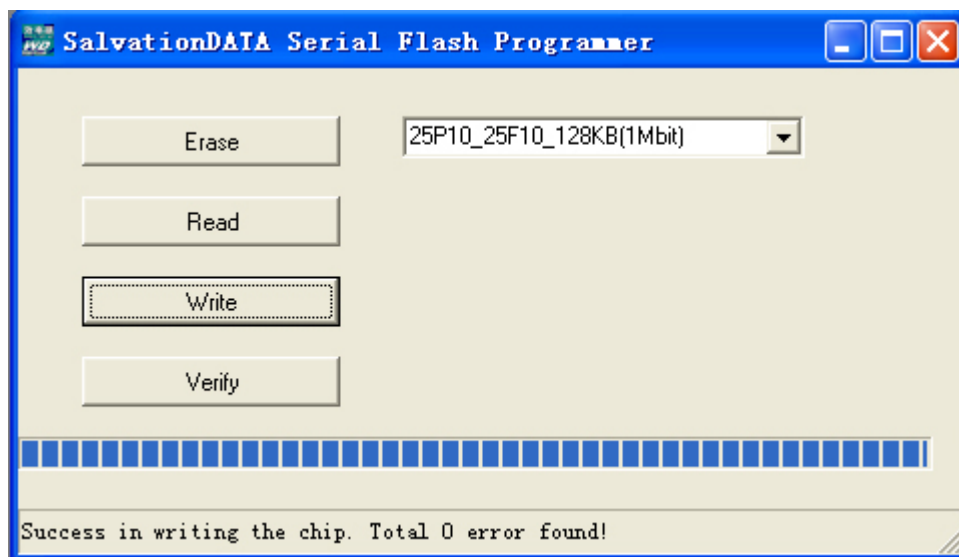 SalvationDATA Serial Flash Programmer
Erase
25P10_25F10_128KB(1Mbit)
Read
Write
Verify
Success in writing the chip. Total 0 error found!